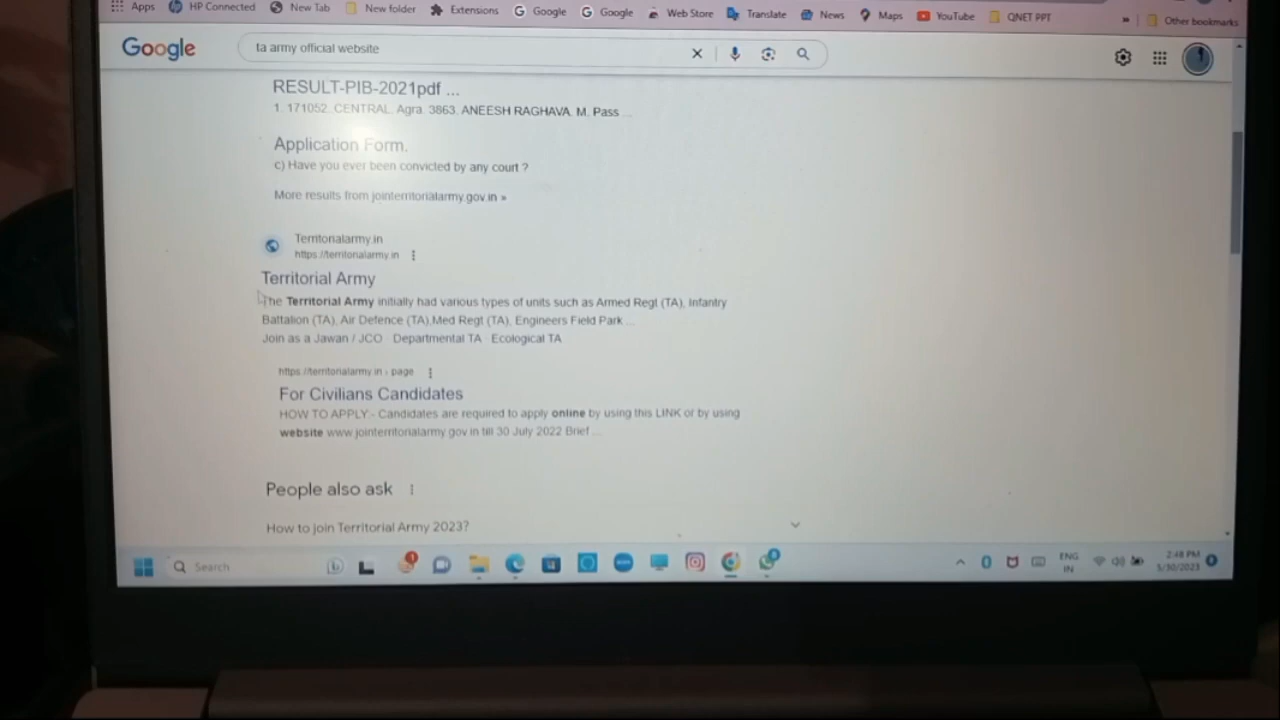 Apps HP Connected New Tab New folder Extensions Google Google Web Store Translate News Maps YouTube QNET PPT » Other bookmarks
Google ta army official website
RESULT-PIB-2021pdf ...
1. 171052. CENTRAL. Agra. 3863. ANEESH RAGHAVA. M. Pass ...
Application Form.
c) Have you ever been convicted by any court ?
More results from jointerritorialarmy.gov.in »
Territorialarmy.in
https://territorialarmy.in
Territorial Army
The Territorial Army initially had various types of units such as Armed Regt (TA), Infantry
Battalion (TA), Air Defence (TA),Med Regt (TA), Engineers Field Park ...
Join as a Jawan / JCO · Departmental TA · Ecological TA
https://territorialarmy.in › page
For Civilians Candidates
HOW TO APPLY:- Candidates are required to apply online by using this LINK or by using
website www.jointerritorialarmy.gov.in till 30 July 2022 Brief ...
People also ask
How to join Territorial Army 2023?
Search
ENG
IN
2:48 PM
5/30/2023